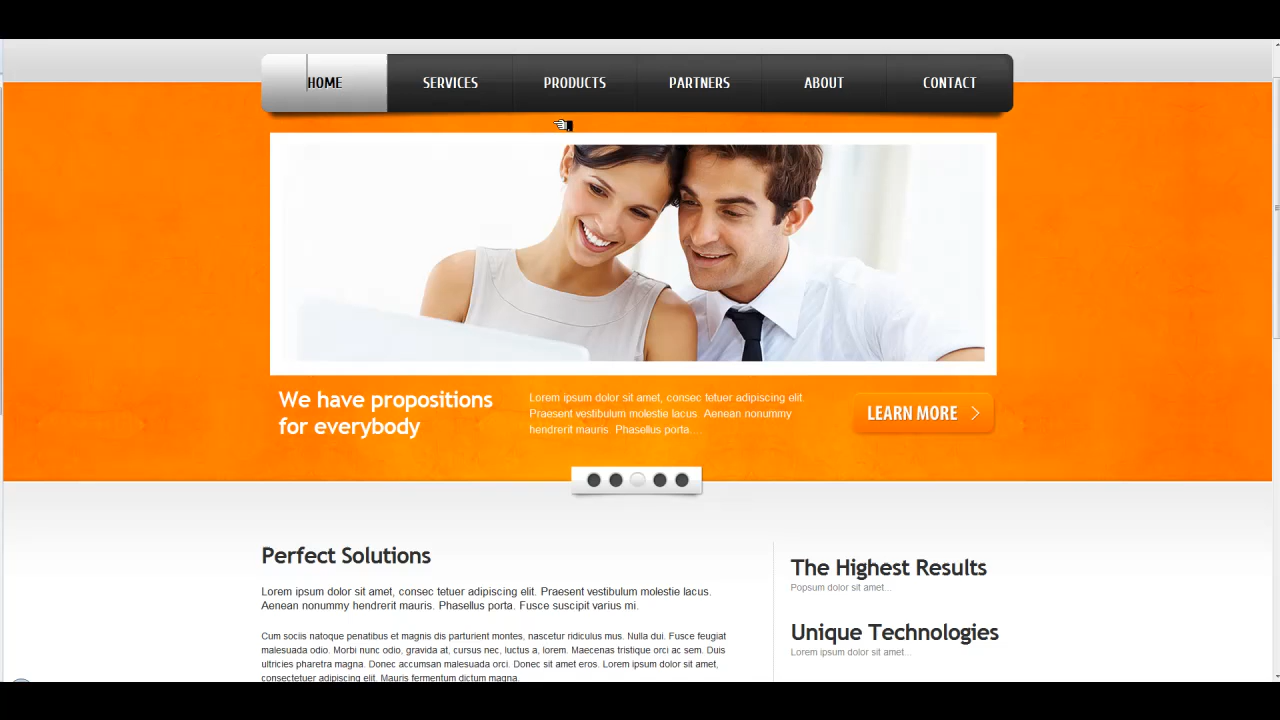 HOME
SERVICES
PRODUCTS
PARTNERS
ABOUT
CONTACT
We have propositions
for everybody
Lorem ipsum dolor sit amet, consec tetuer adipiscing elit.
Praesent vestibulum molestie lacus. Aenean nonummy
hendrerit mauris. Phasellus porta....
LEARN MORE
Perfect Solutions
Lorem ipsum dolor sit amet, consec tetuer adipiscing elit. Praesent vestibulum molestie lacus.
Aenean nonummy hendrerit mauris. Phasellus porta. Fusce suscipit varius mi.
Cum sociis natoque penatibus et magnis dis parturient montes, nascetur ridiculus mus. Nulla dui. Fusce feugiat
malesuada odio. Morbi nunc odio, gravida at, cursus nec, luctus a, lorem. Maecenas tristique orci ac sem. Duis
ultricies pharetra magna. Donec accumsan malesuada orci. Donec sit amet eros. Lorem ipsum dolor sit amet,
consectetuer adipiscing elit. Mauris fermentum dictum magna.
The Highest Results
Popsum dolor sit amet...
Unique Technologies
Lorem ipsum dolor sit amet...